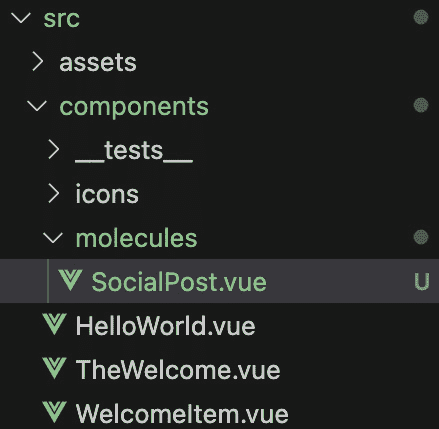 src
assets
components
__tests__
icons
molecules
SocialPost.vue U
HelloWorld.vue
TheWelcome.vue
WelcomeItem.vue